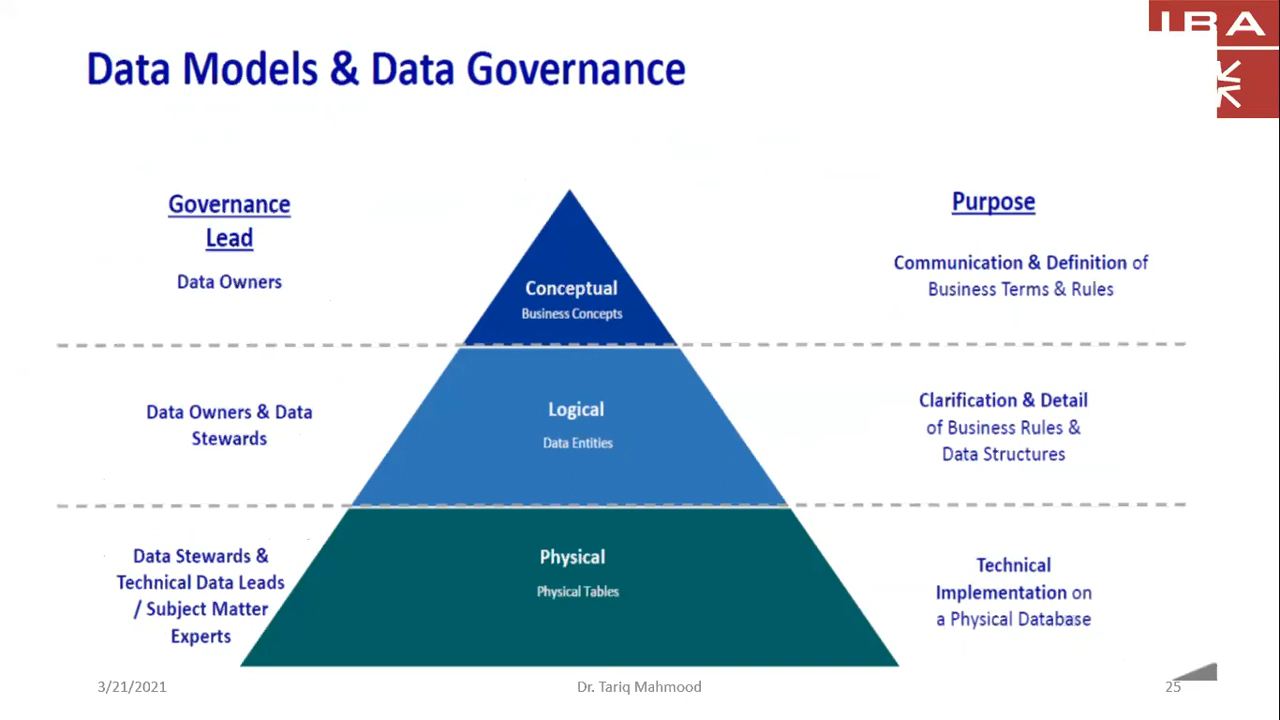 IBA
Data Models & Data Governance
Governance
Lead
Data Owners
Purpose
Communication & Definition of
Business Terms & Rules
Conceptual
Business Concepts
Data Owners & Data
Stewards
Logical
Data Entities
Clarification & Detail
of Business Rules &
Data Structures
Data Stewards &
Technical Data Leads
/ Subject Matter
Experts
Physical
Physical Tables
Technical
Implementation on
a Physical Database
3/21/2021
Dr. Tariq Mahmood
25